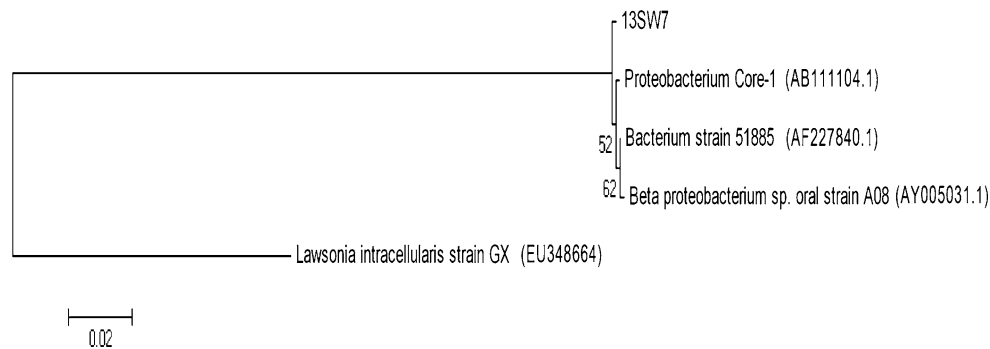 13SW7
Proteobacterium Core-1 (AB111104.1)
52
Bacterium strain 51885 (AF227840.1)
62
Beta proteobacterium sp. oral strain A08 (AY005031.1)
Lawsonia intracellularis strain GX (EU348664)
0.02